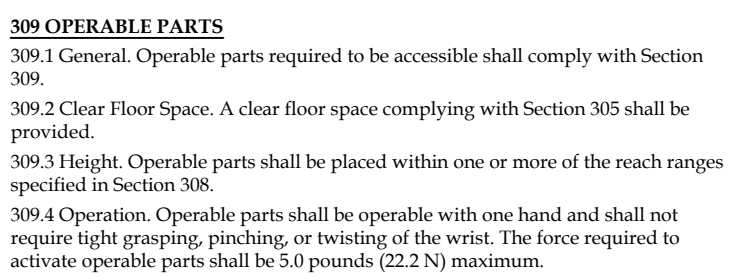 309 OPERABLE PARTS
309.1 General. Operable parts required to be accessible shall comply with Section
309.
309.2 Clear Floor Space. A clear floor space complying with Section 305 shall be
provided.
309.3 Height. Operable parts shall be placed within one or more of the reach ranges
specified in Section 308.
309.4 Operation. Operable parts shall be operable with one hand and shall not
require tight grasping, pinching, or twisting of the wrist. The force required to
activate operable parts shall be 5.0 pounds (22.2 N) maximum.